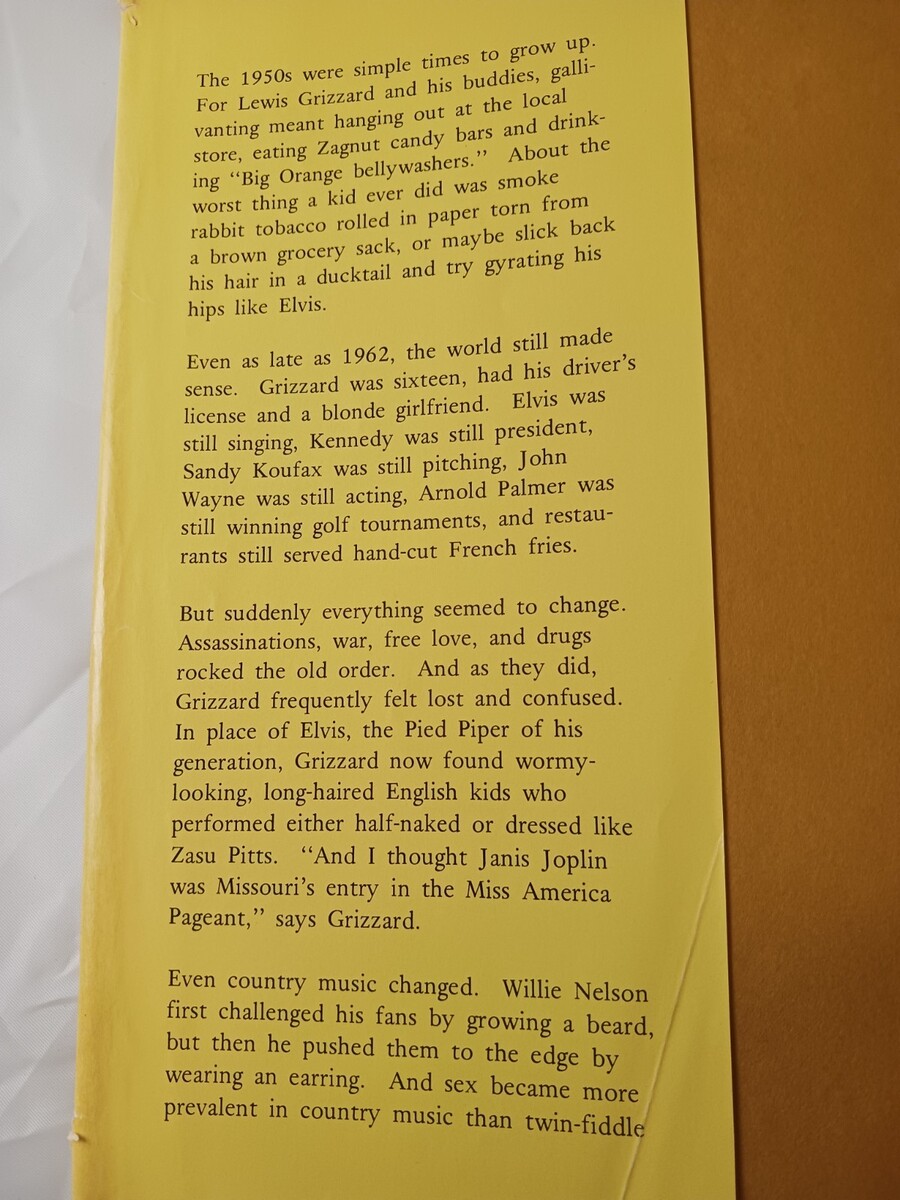 The 1950s were simple times to grow up.
For Lewis Grizzard and his buddies, galli-
vanting meant hanging out at the local
store, eating Zagnut candy bars and drink-
ing “Big Orange bellywashers.” About the
worst thing a kid ever did was smoke
rabbit tobacco rolled in paper torn from
a brown grocery sack, or maybe slick back
his hair in a ducktail and try gyrating his
hips like Elvis.
Even as late as 1962, the world still made
sense. Grizzard was sixteen, had his driver’s
license and a blonde girlfriend. Elvis was
still singing, Kennedy was still president,
Sandy Koufax was still pitching, John
Wayne was still acting, Arnold Palmer was
still winning golf tournaments, and restau-
rants still served hand-cut French fries.
But suddenly everything seemed to change.
Assassinations, war, free love, and drugs
rocked the old order. And as they did,
Grizzard frequently felt lost and confused.
In place of Elvis, the Pied Piper of his
generation, Grizzard now found wormy-
looking, long-haired English kids who
performed either half-naked or dressed like
Zasu Pitts. “And I thought Janis Joplin
was Missouri’s entry in the Miss America
Pageant,” says Grizzard.
Even country music changed. Willie Nelson
first challenged his fans by growing a beard,
but then he pushed them to the edge by
wearing an earring. And sex became more
prevalent in country music than twin-fiddle